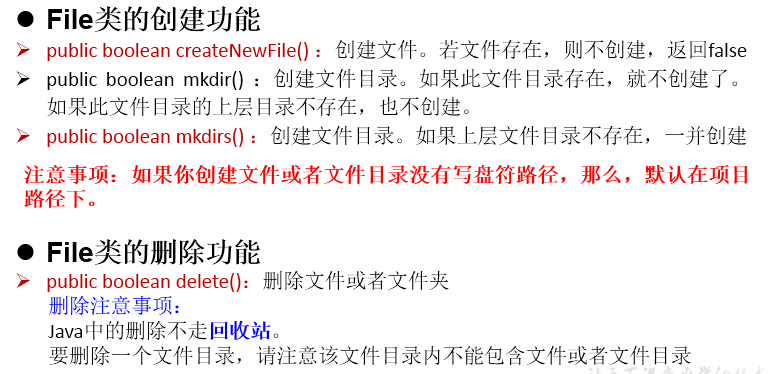 File类的创建功能
public boolean createNewFile() ：创建文件。若文件存在，则不创建，返回false
public boolean mkdir() ：创建文件目录。如果此文件目录存在，就不创建了。
如果此文件目录的上层目录不存在，也不创建。
public boolean mkdirs() ：创建文件目录。如果上层文件目录不存在，一并创建
注意事项：如果你创建文件或者文件目录没有写盘符路径，那么，默认在项目
路径下。
File类的删除功能
public boolean delete()：删除文件或者文件夹
删除注意事项：
Java中的删除不走回收站。
要删除一个文件目录，请注意该文件目录内不能包含文件或者文件目录